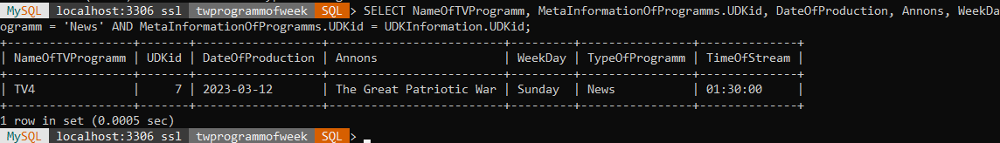 MySQL localhost:3306 ssl twprogrammofweek SQL > SELECT NameOfTVProgramm, MetaInformationOfProgramms.UDKid, DateOfProduction, Annons, WeekDa
ogramm = 'News' AND MetaInformationOfProgramms.UDKid = UDKInformation.UDKid;
+------------------+-------+------------------+-----------------------+---------+----------------+--------------+
| NameOfTVProgramm | UDKid | DateOfProduction | Annons | WeekDay | TypeOfProgramm | TimeOfStream |
+------------------+-------+------------------+-----------------------+---------+----------------+--------------+
| TV4 | 7 | 2023-03-12 | The Great Patriotic War | Sunday | News | 01:30:00 |
+------------------+-------+------------------+-----------------------+---------+----------------+--------------+
1 row in set (0.0005 sec)
MySQL localhost:3306 ssl twprogrammofweek SQL >